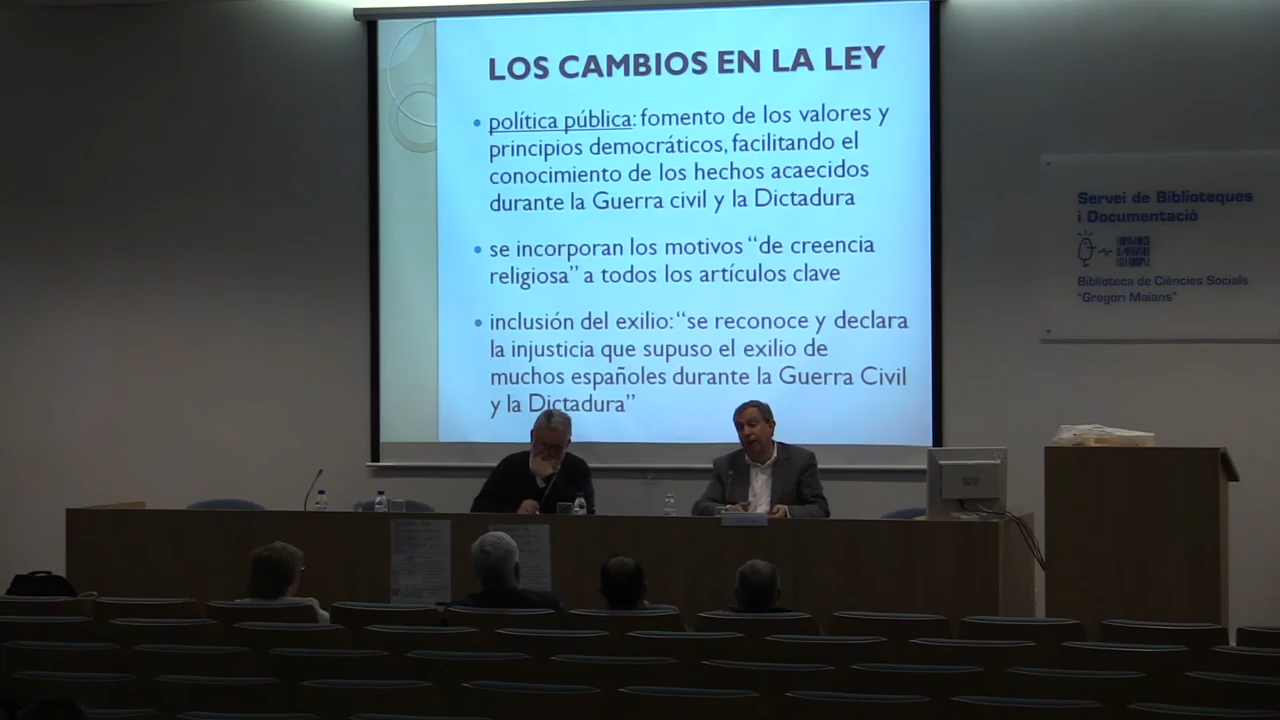 LOS CAMBIOS EN LA LEY
• política pública: fomento de los valores y
principios democráticos, facilitando el
conocimiento de los hechos acaecidos
durante la Guerra civil y la Dictadura
• se incorporan los motivos “de creencia
religiosa” a todos los artículos clave
• inclusión del exilio: “se reconoce y declara
la injusticia que supuso el exilio de
muchos españoles durante la Guerra Civil
y la Dictadura”
Servei de Biblioteques
i Documentació
Biblioteca de Ciències Socials
"Gregori Maians"